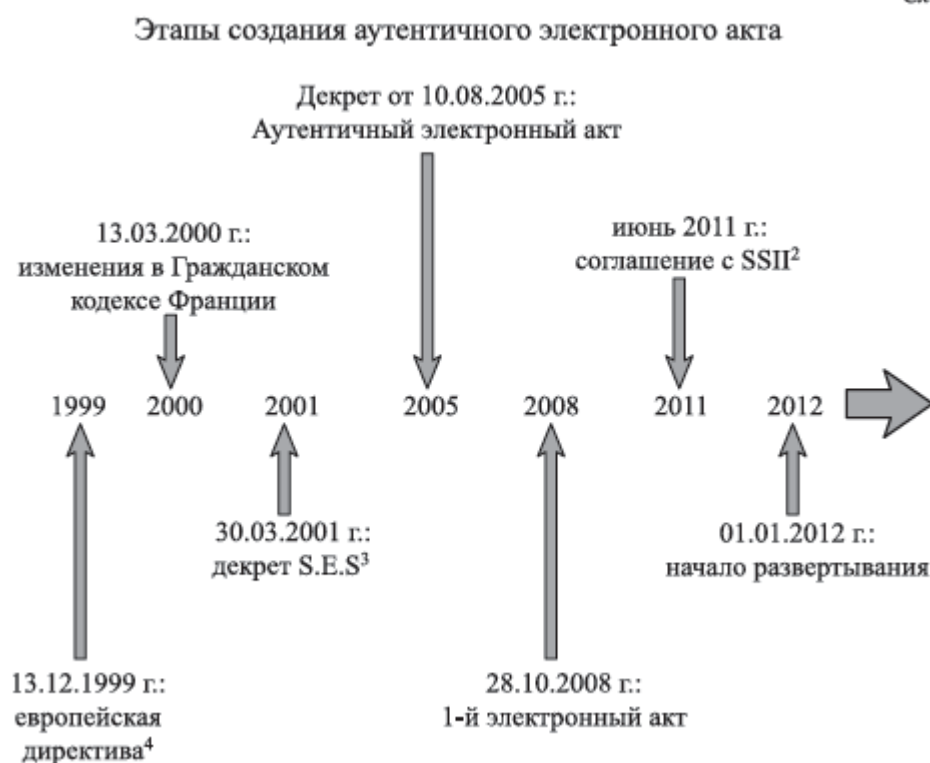 Этапы создания аутентичного электронного акта
Декрет от 10.08.2005 г.:
Аутентичный электронный акт
13.03.2000 г.:
изменения в Гражданском
кодексе Франции
июнь 2011 г.:
соглашение с SSII²
1999 2000 2001 2005 2008 2011 2012
30.03.2001 г.:
декрет S.E.S³
01.01.2012 г.:
начало развертывания
13.12.1999 г.:
европейская
директива⁴
28.10.2008 г.:
1-й электронный акт